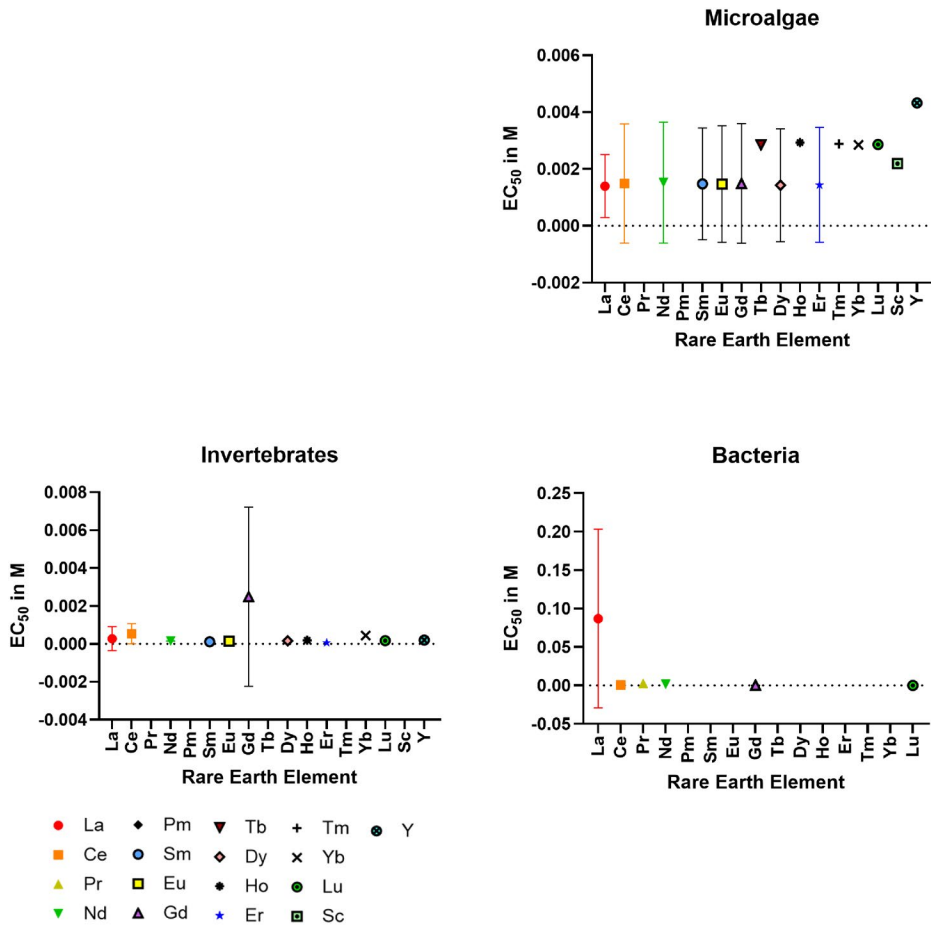 Microalgae
0.006
0.004
0.002
0.000
-0.002
EC50 in M
La Ce Pr Nd Pm Sm Eu Gd Tb Dy Ho Er Tm Yb Lu Sc Y
Rare Earth Element
Invertebrates
0.008
0.006
0.004
0.002
0.000
-0.002
-0.004
EC50 in M
La Ce Pr Nd Pm Sm Eu Gd Tb Dy Ho Er Tm Yb Lu Sc Y
Rare Earth Element
Bacteria
0.25
0.20
0.15
0.10
0.05
0.00
-0.05
EC50 in M
La Ce Pr Nd Pm Sm Eu Gd Tb Dy Ho Er Tm Yb Lu
Rare Earth Element
La Pm Tb Tm Y
Ce Sm Dy Yb
Pr Eu Ho Lu
Nd Gd Er Sc